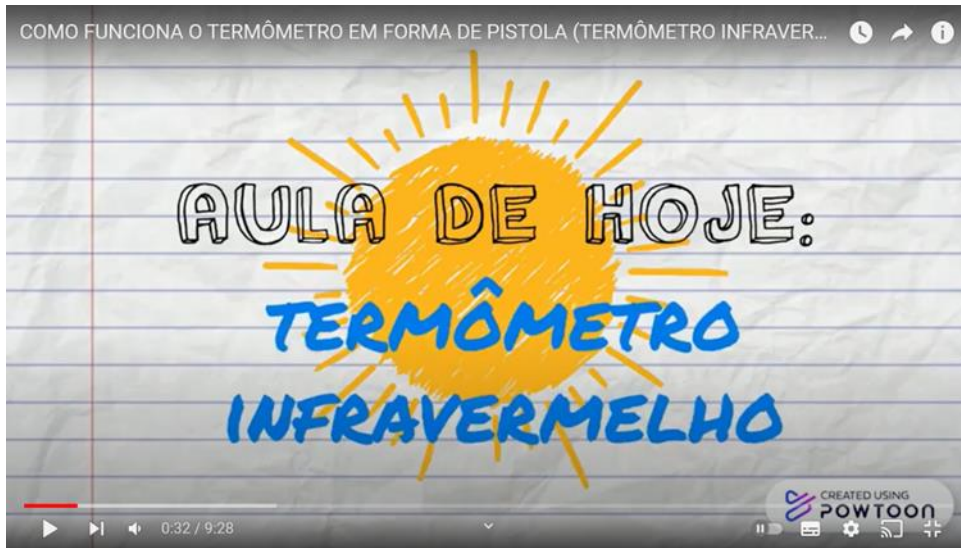 COMO FUNCIONA O TERMÔMETRO EM FORMA DE PISTOLA (TERMÔMETRO INFRAVER...
AULA DE HOJE:
TERMÔMETRO
INFRAVERMELHO
CREATED USING
POWTOON
0:32 / 9:28